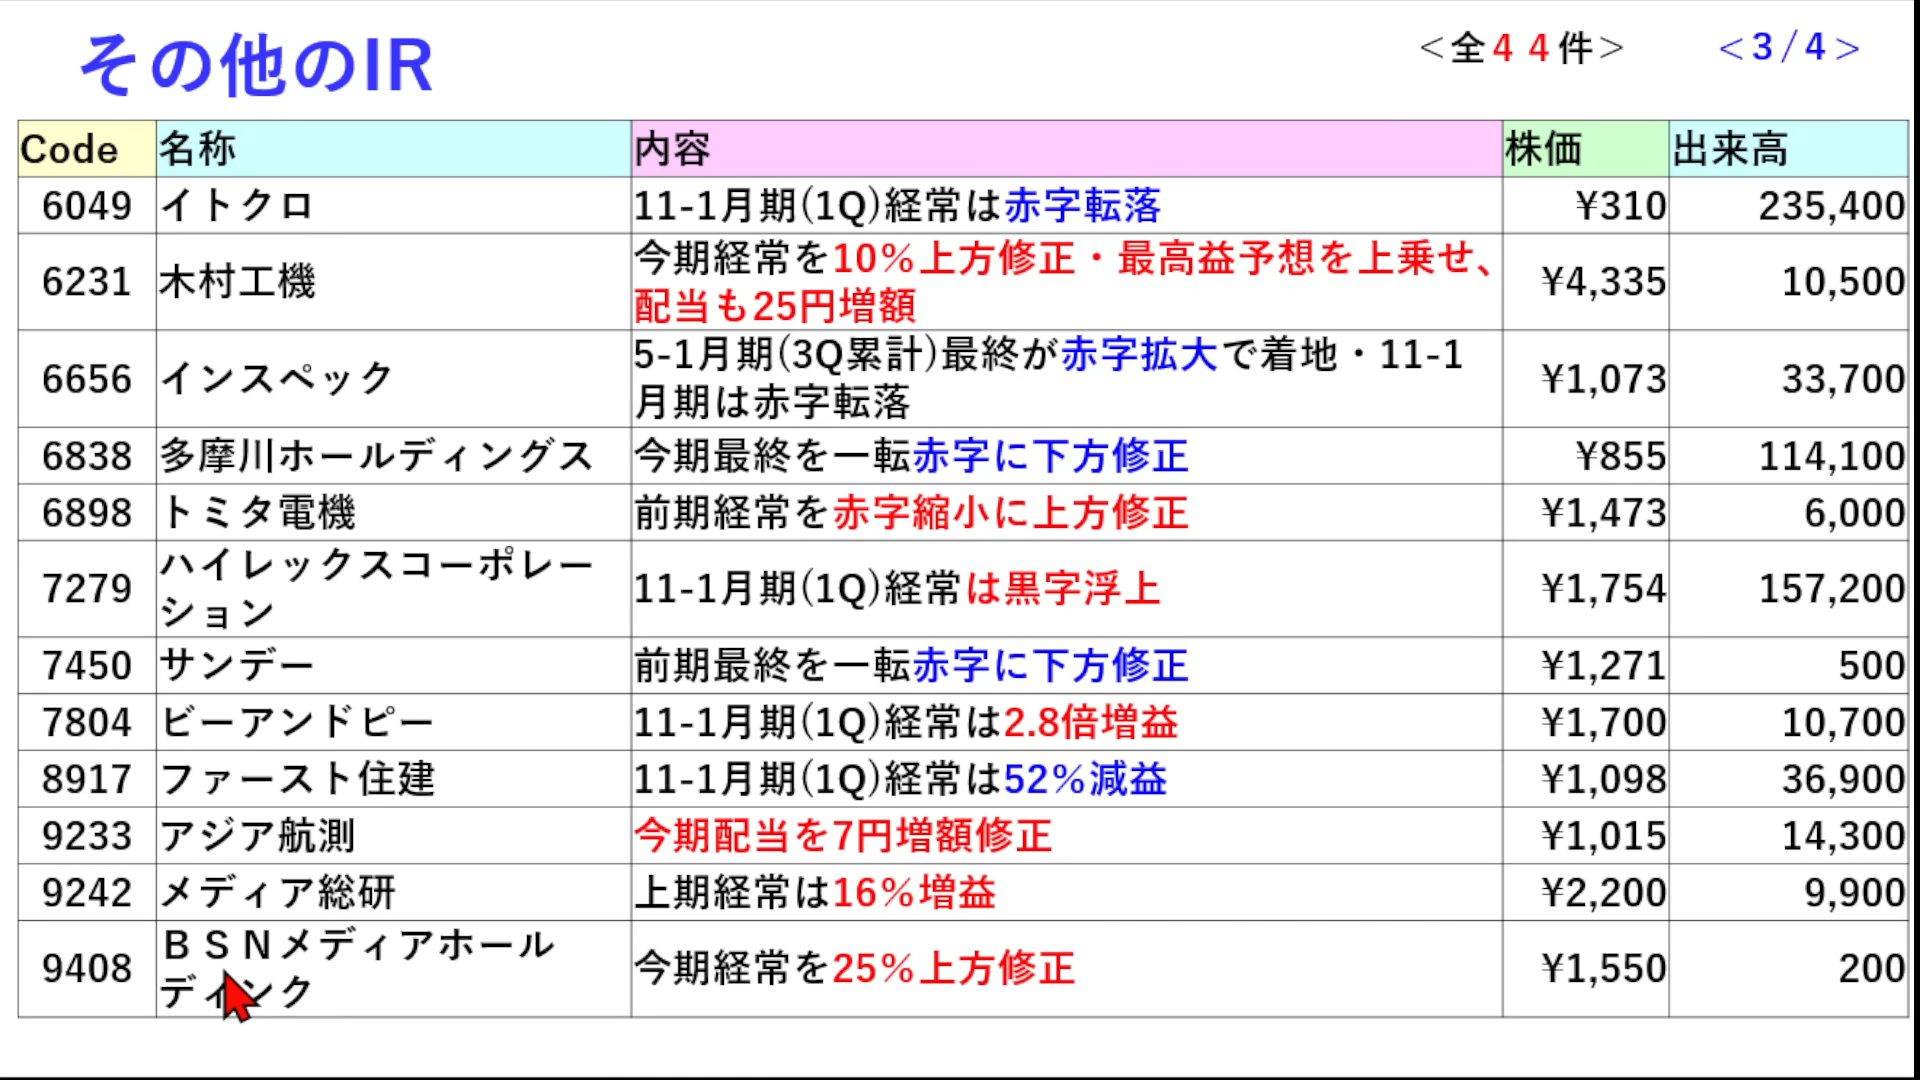 その他のIR
＜全４４件＞ ＜3/4＞
Code 名称 内容 株価 出来高
6049 イトクロ 11-1月期(1Q)経常は赤字転落 ¥310 235,400
6231 木村工機 今期経常を10％上方修正・最高益予想を上乗せ、
配当も25円増額 ¥4,335 10,500
6656 インスペック 5-1月期(3Q累計)最終が赤字拡大で着地・11-1
月期は赤字転落 ¥1,073 33,700
6838 多摩川ホールディングス 今期最終を一転赤字に下方修正 ¥855 114,100
6898 トミタ電機 前期経常を赤字縮小に上方修正 ¥1,473 6,000
7279 ハイレックスコーポレー
ション 11-1月期(1Q)経常は黒字浮上 ¥1,754 157,200
7450 サンデー 前期最終を一転赤字に下方修正 ¥1,271 500
7804 ビーアンドピー 11-1月期(1Q)経常は2.8倍増益 ¥1,700 10,700
8917 ファースト住建 11-1月期(1Q)経常は52％減益 ¥1,098 36,900
9233 アジア航測 今期配当を7円増額修正 ¥1,015 14,300
9242 メディア総研 上期経常は16％増益 ¥2,200 9,900
9408 ＢＳＮメディアホール
ディンク 今期経常を25％上方修正 ¥1,550 200